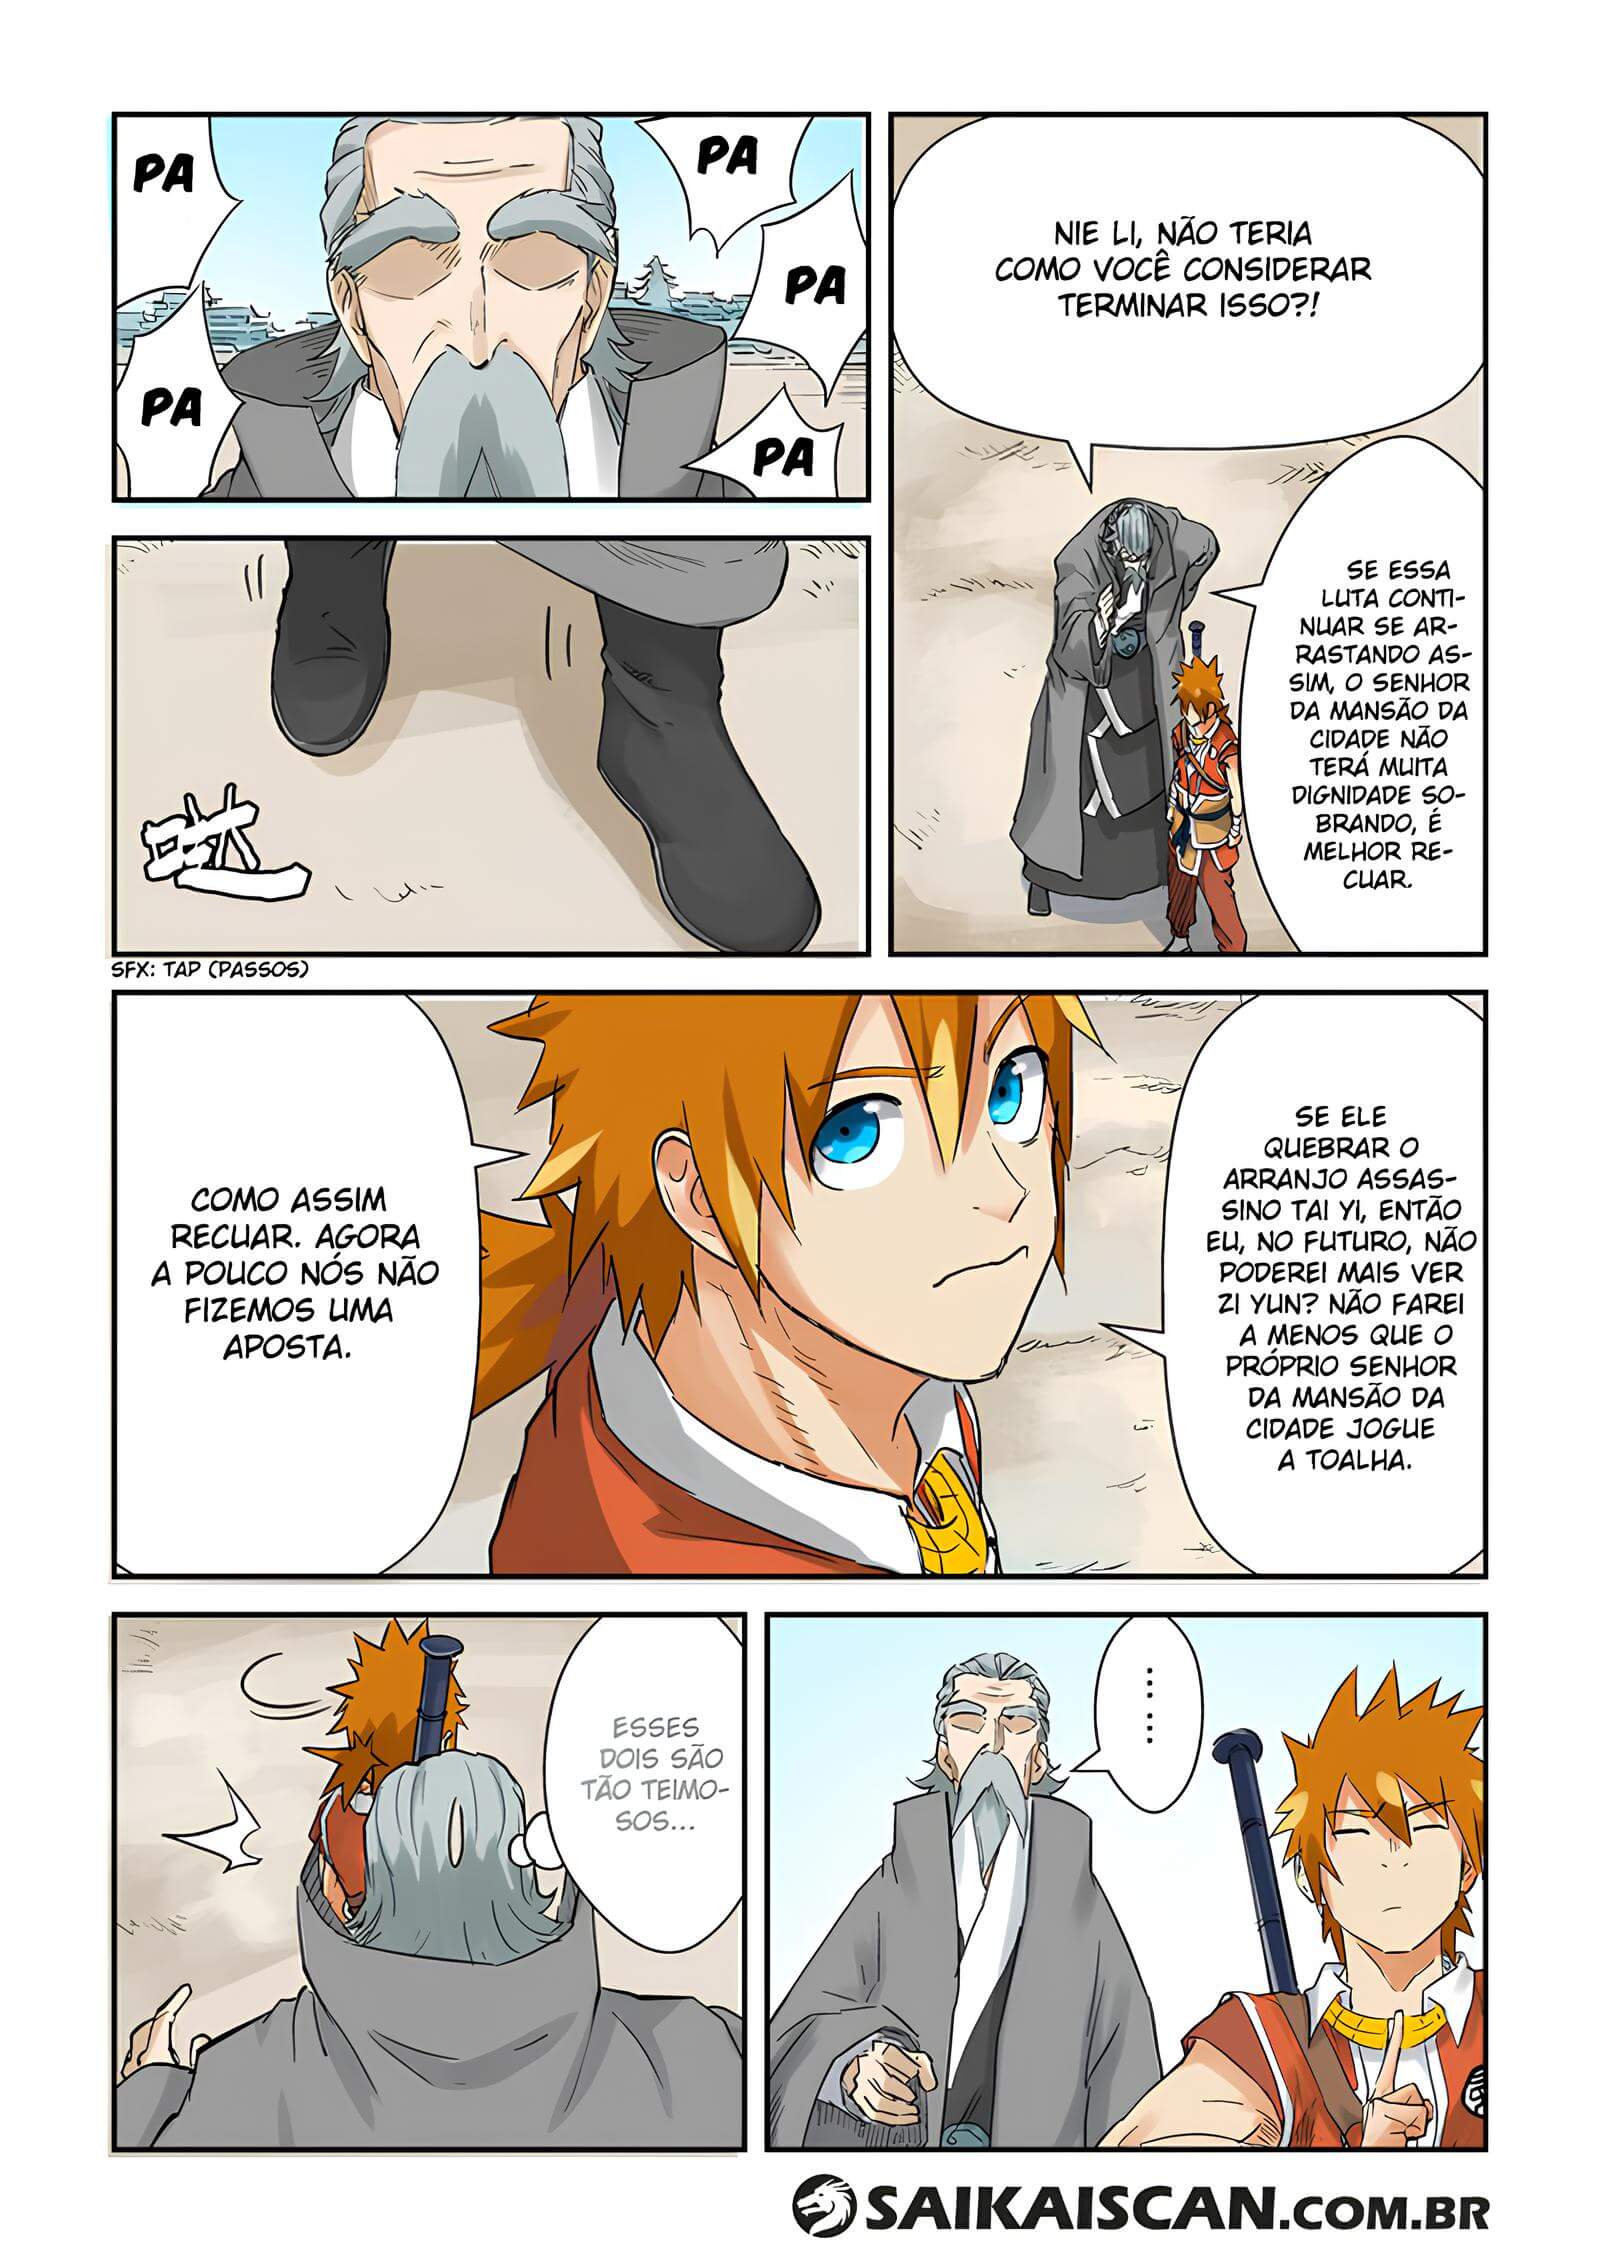 PA
PA
PA
PA
PA
NIE LI, NÃO TERIA
COMO VOCÊ CONSIDERAR
TERMINAR ISSO?!
SE ESSA
LUTA CONTI-
NUAR SE AR-
RASTANDO AS-
SIM, O SENHOR
DA MANSÃO DA
CIDADE NÃO
TERÁ MUITA
DIGNIDADE SO-
BRANDO, É
MELHOR RE-
CUAR.
SFX: TAP (PASSOS)
COMO ASSIM
RECUAR. AGORA
A POUCO NÓS NÃO
FIZEMOS UMA
APOSTA.
SE ELE
QUEBRAR O
ARRANJO ASSAS-
SINO TAI YI, ENTÃO
EU, NO FUTURO, NÃO
PODEREI MAIS VER
ZI YUN? NÃO FAREI
A MENOS QUE O
PRÓPRIO SENHOR
DA MANSÃO DA
CIDADE JOGUE
A TOALHA.
ESSES
DOIS SÃO
TÃO TEIMO-
SOS...
......
SAIKAISCAN.COM.BR